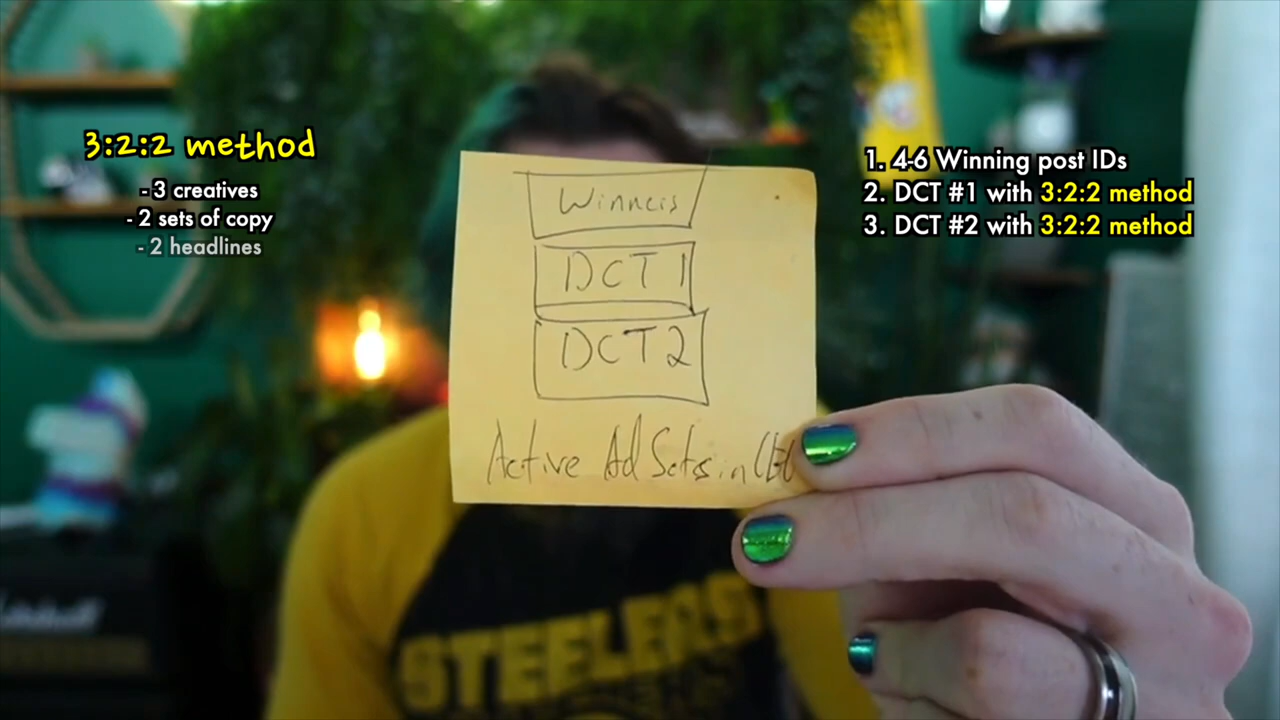 3:2:2 method
- 3 creatives
- 2 sets of copy
- 2 headlines
Winners
DCT 1
DCT 2
Active Ad Sets in
1. 4-6 Winning post IDs
2. DCT #1 with 3:2:2 method
3. DCT #2 with 3:2:2 method
STEELERS
Marshall